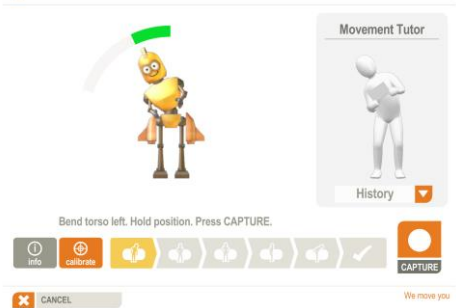 Movement Tutor
History
Bend torso left. Hold position. Press CAPTURE.
info
calibrate
CAPTURE
CANCEL
We move you